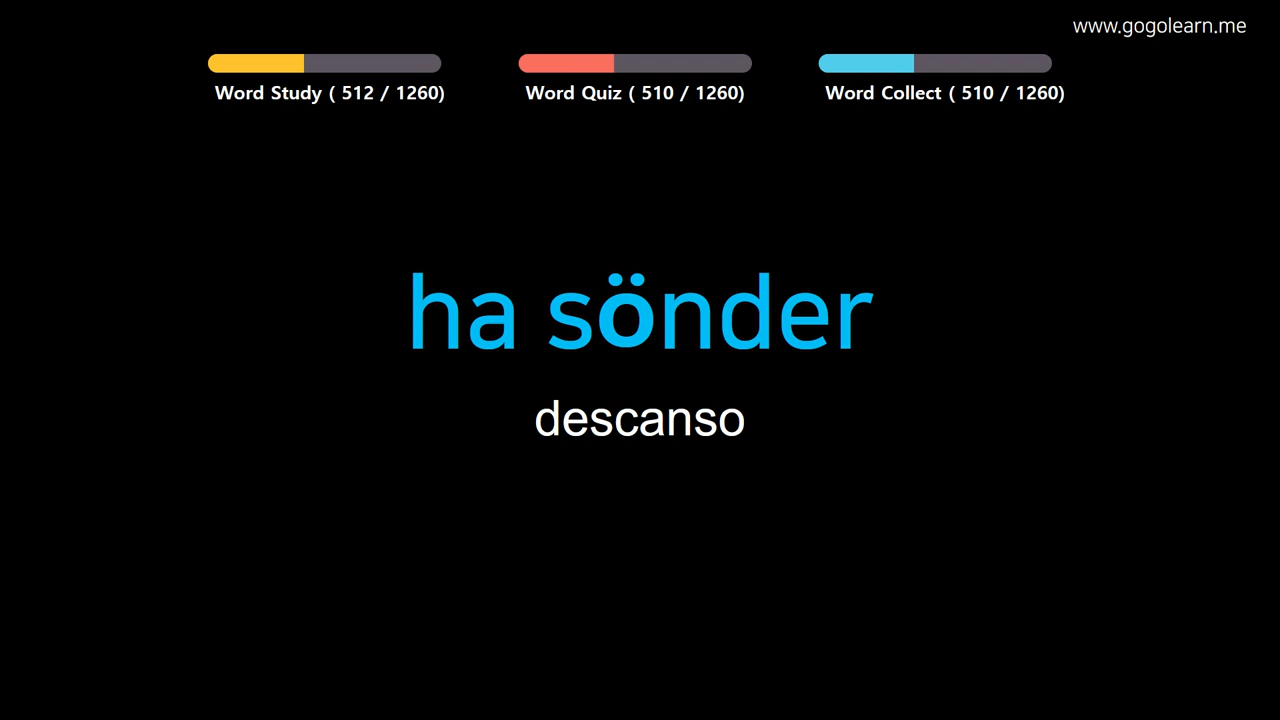 www.gogolearn.me
Word Study ( 512 / 1260)
Word Quiz ( 510 / 1260)
Word Collect ( 510 / 1260)
ha sönder
descanso